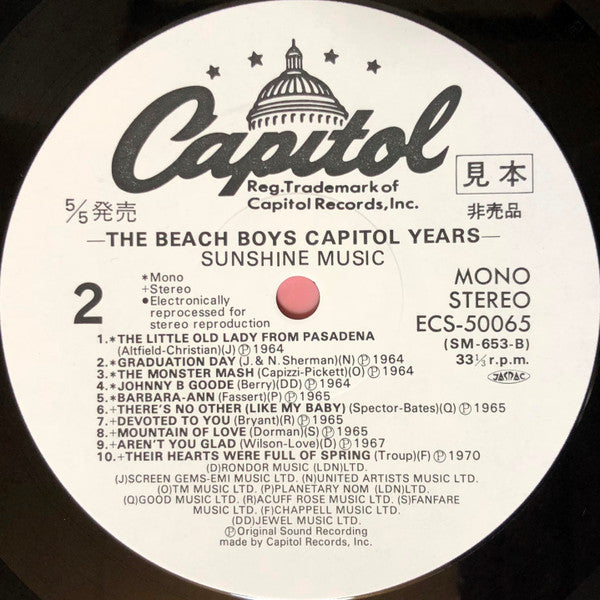 Capitol
Reg.Trademark of
Capitol Records,Inc.
見本
5/5発売
非売品
—THE BEACH BOYS CAPITOL YEARS—
SUNSHINE MUSIC
2
*Mono
+Stereo
●Electronically
reprocessed for
stereo reproduction
MONO
STEREO
ECS-50065
(SM-653-B)
33⅓ r.p.m.
JASRAC
1.*THE LITTLE OLD LADY FROM PASADENA
(Altfield-Christian)(J) Ⓟ 1964
2.*GRADUATION DAY (J. & N. Sherman)(N) Ⓟ 1964
3.*THE MONSTER MASH (Capizzi-Pickett)(O) Ⓟ 1964
4.*JOHNNY B GOODE (Berry)(DD) Ⓟ 1964
5.*BARBARA-ANN (Fassert)(P) Ⓟ 1965
6.+THERE'S NO OTHER (LIKE MY BABY) (Spector-Bates)(Q) Ⓟ 1965
7.+DEVOTED TO YOU (Bryant)(R) Ⓟ 1965
8.+MOUNTAIN OF LOVE (Dorman)(S) Ⓟ 1965
9.+AREN'T YOU GLAD (Wilson-Love)(D) Ⓟ 1967
10.+THEIR HEARTS WERE FULL OF SPRING (Troup)(F) Ⓟ 1970
(D)RONDOR MUSIC (LDN)LTD.
(J)SCREEN GEMS-EMI MUSIC LTD. (N)UNITED ARTISTS MUSIC LTD.
(O)TM MUSIC LTD. (P)PLANETARY NOM (LDN)LTD.
(Q)GOOD MUSIC LTD. (R)ACUFF ROSE MUSIC LTD. (S)FANFARE
MUSIC LTD. (F)CHAPPELL MUSIC LTD.
(DD)JEWEL MUSIC LTD.
ⓅOriginal Sound Recording
made by Capitol Records, Inc.